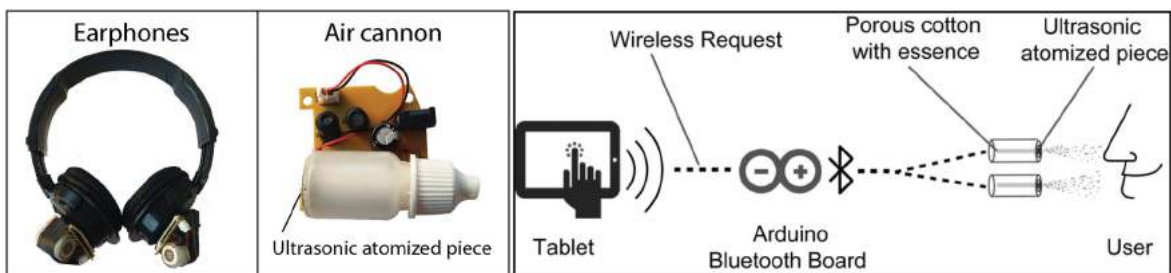 Earphones
Air cannon
Ultrasonic atomized piece
Wireless Request
Porous cotton
with essence
Ultrasonic
atomized piece
Tablet
Arduino
Bluetooth Board
User